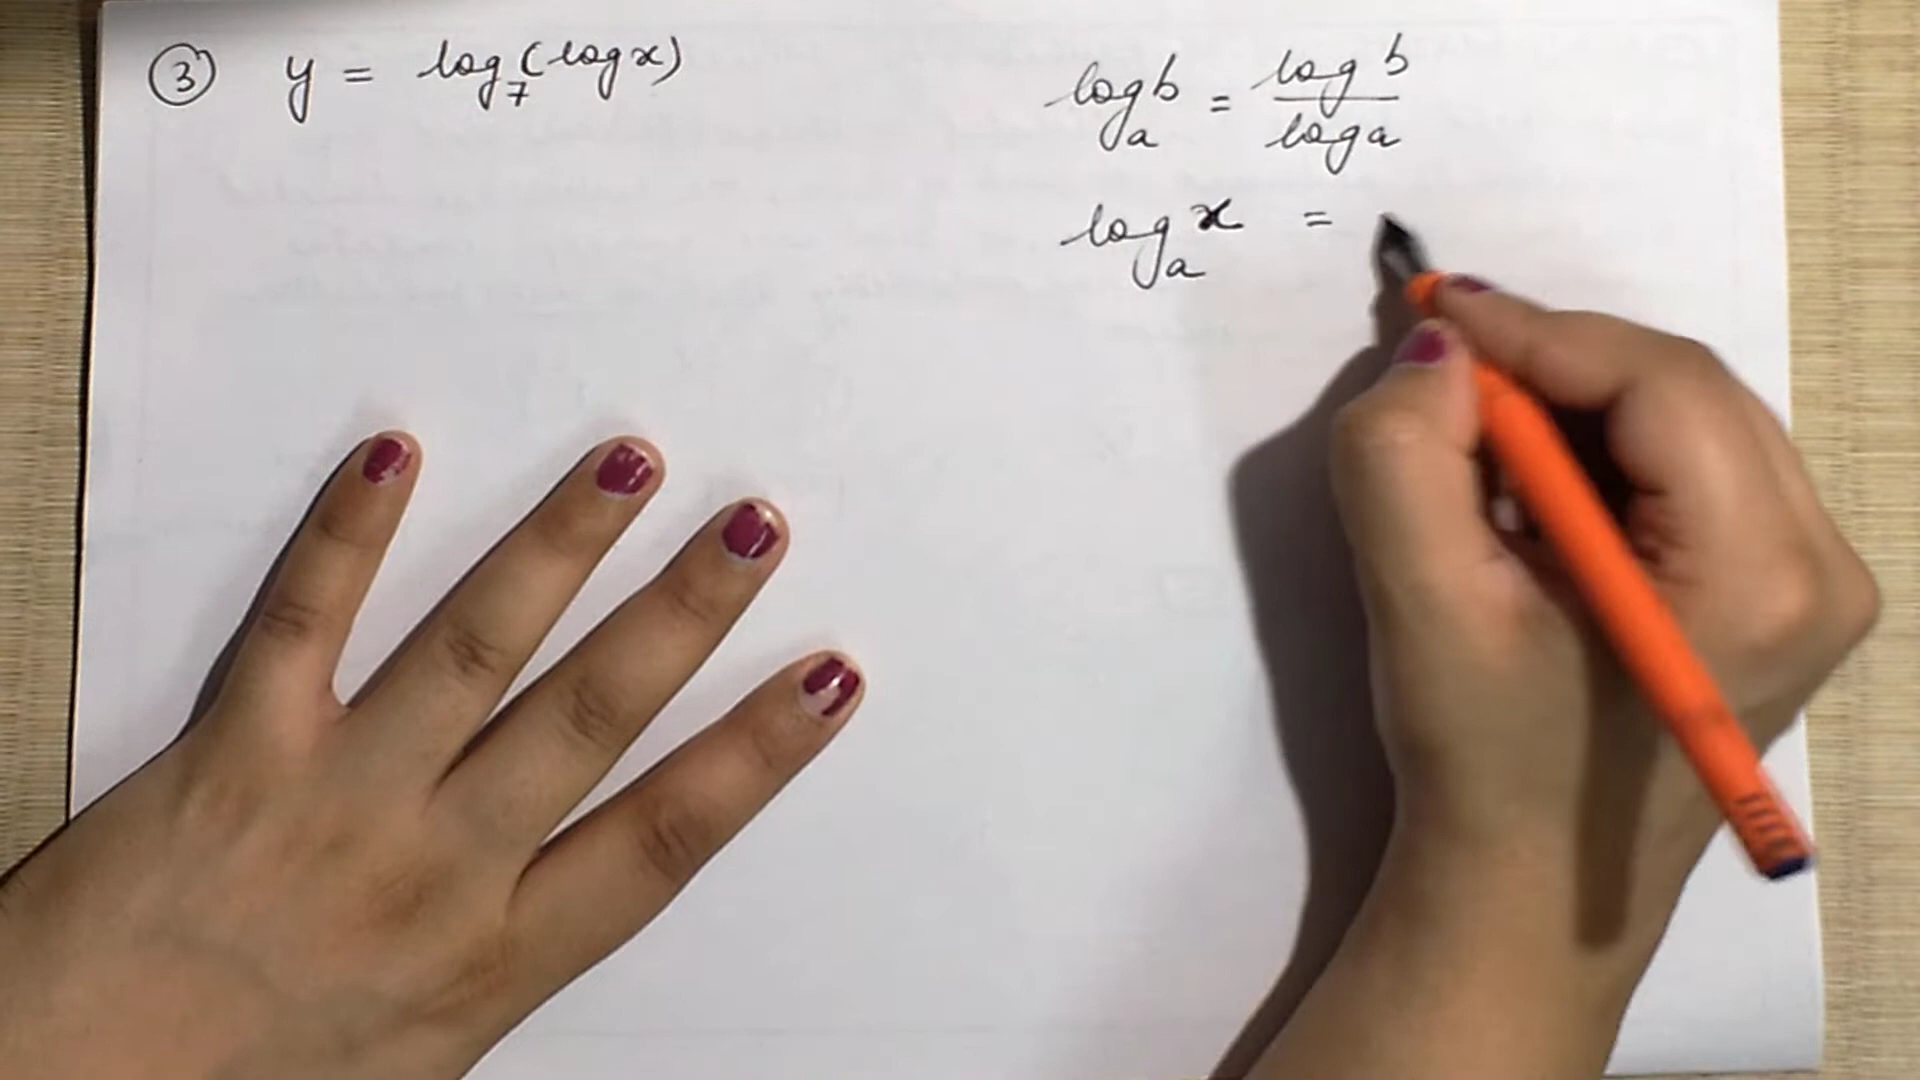 ③ y = log₇(log x)
logₐb = log b / log a
logₐx =